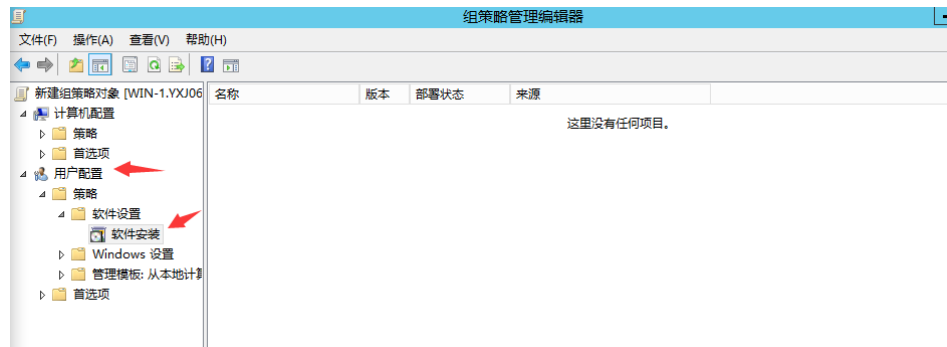 组策略管理编辑器
文件(F) 操作(A) 查看(V) 帮助(H)
新建组策略对象 [WIN-1.YXJ06
名称 版本 部署状态 来源
计算机配置
这里没有任何项目。
策略
首选项
用户配置
策略
软件设置
软件安装
Windows 设置
管理模板: 从本地计算
首选项